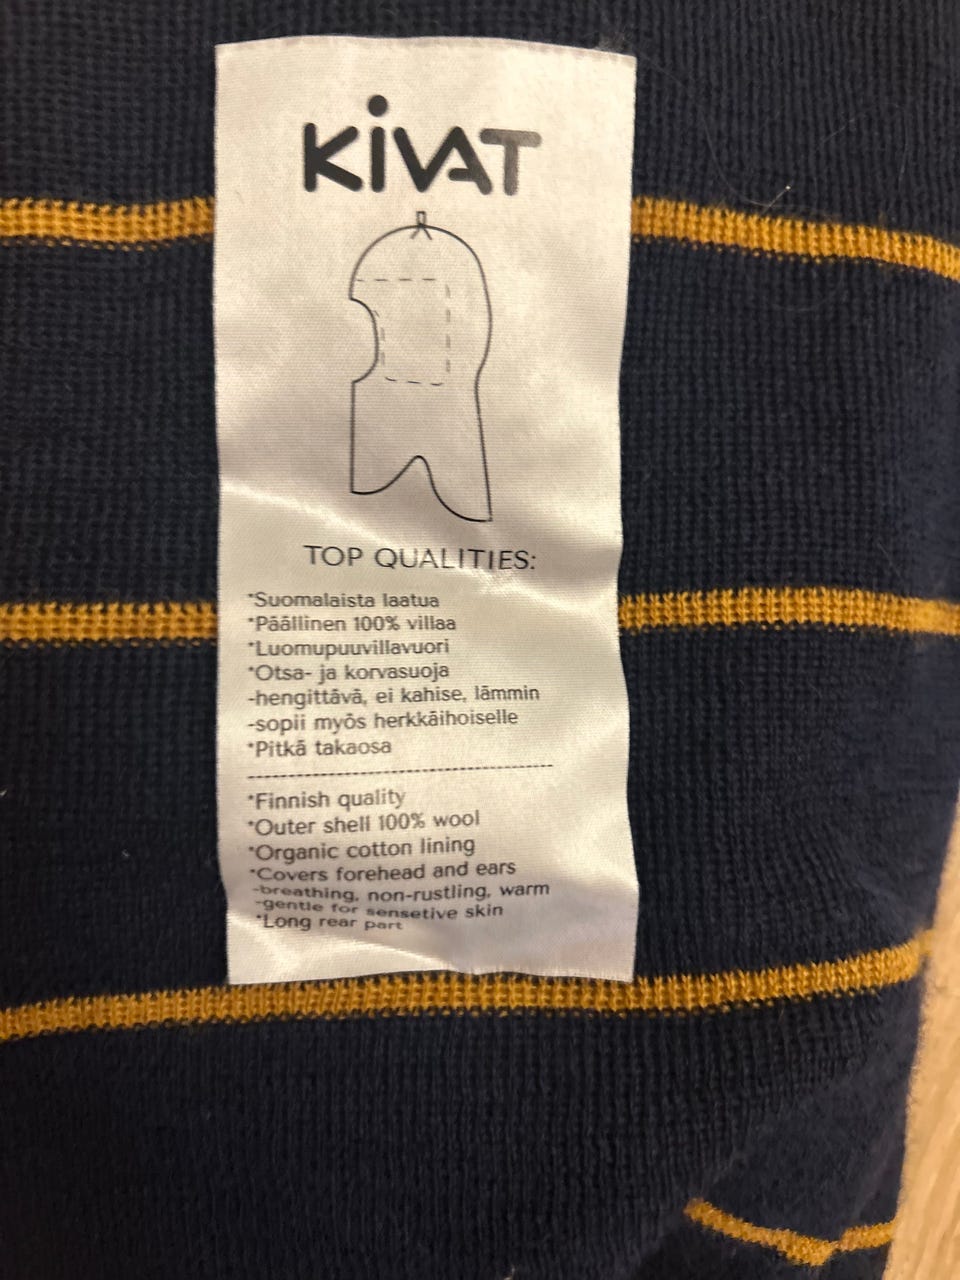 KIVAT
TOP QUALITIES:
*Suomalaista laatua
*Päällinen 100% villaa
*Luomupuuvillavuori
*Otsa- ja korvasuoja
-hengittävä, ei kahise, lämmin
-sopii myös herkkäihoiselle
*Pitkä takaosa
*Finnish quality
*Outer shell 100% wool
*Organic cotton lining
*Covers forehead and ears
-breathing, non-rustling, warm
-gentle for sensetive skin
*Long rear part